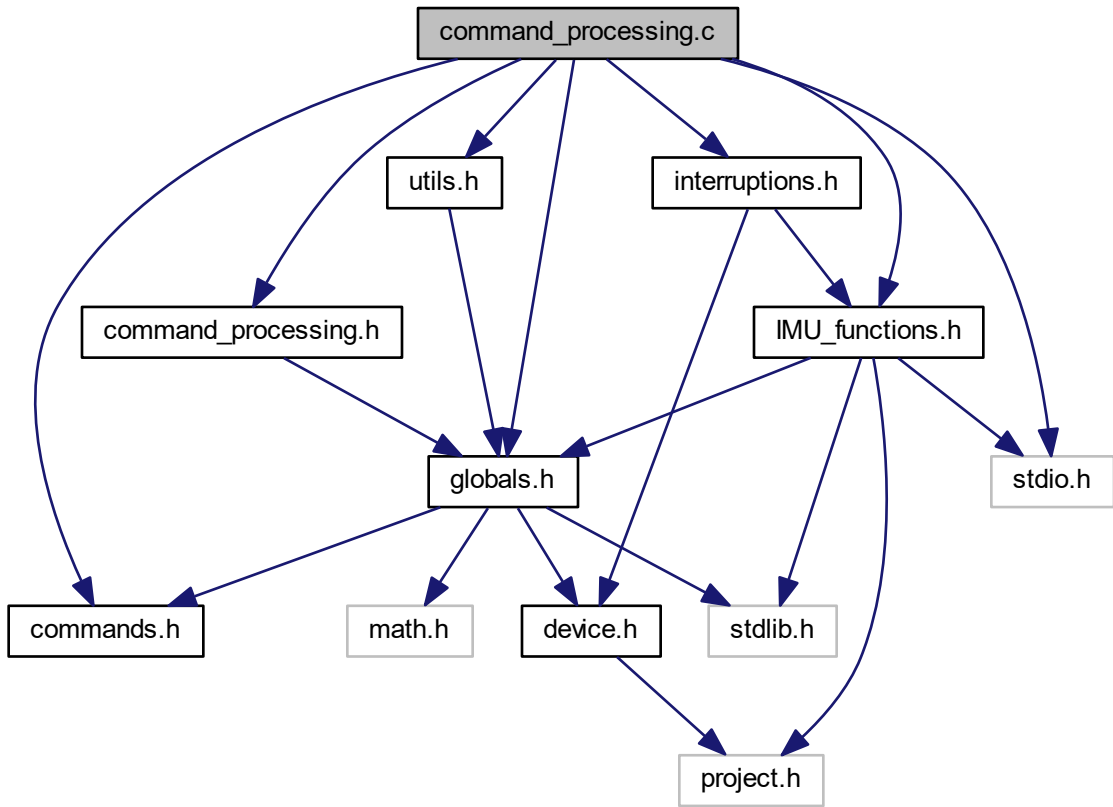 command_processing.c
utils.h
interruptions.h
command_processing.h
IMU_functions.h
globals.h
stdio.h
commands.h
math.h
device.h
stdlib.h
project.h